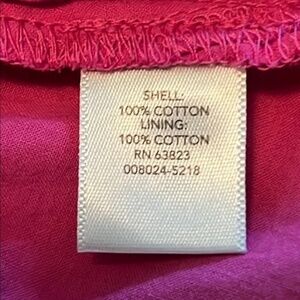 SHELL:
100% COTTON
LINING:
100% COTTON
RN 63823
008024-5218